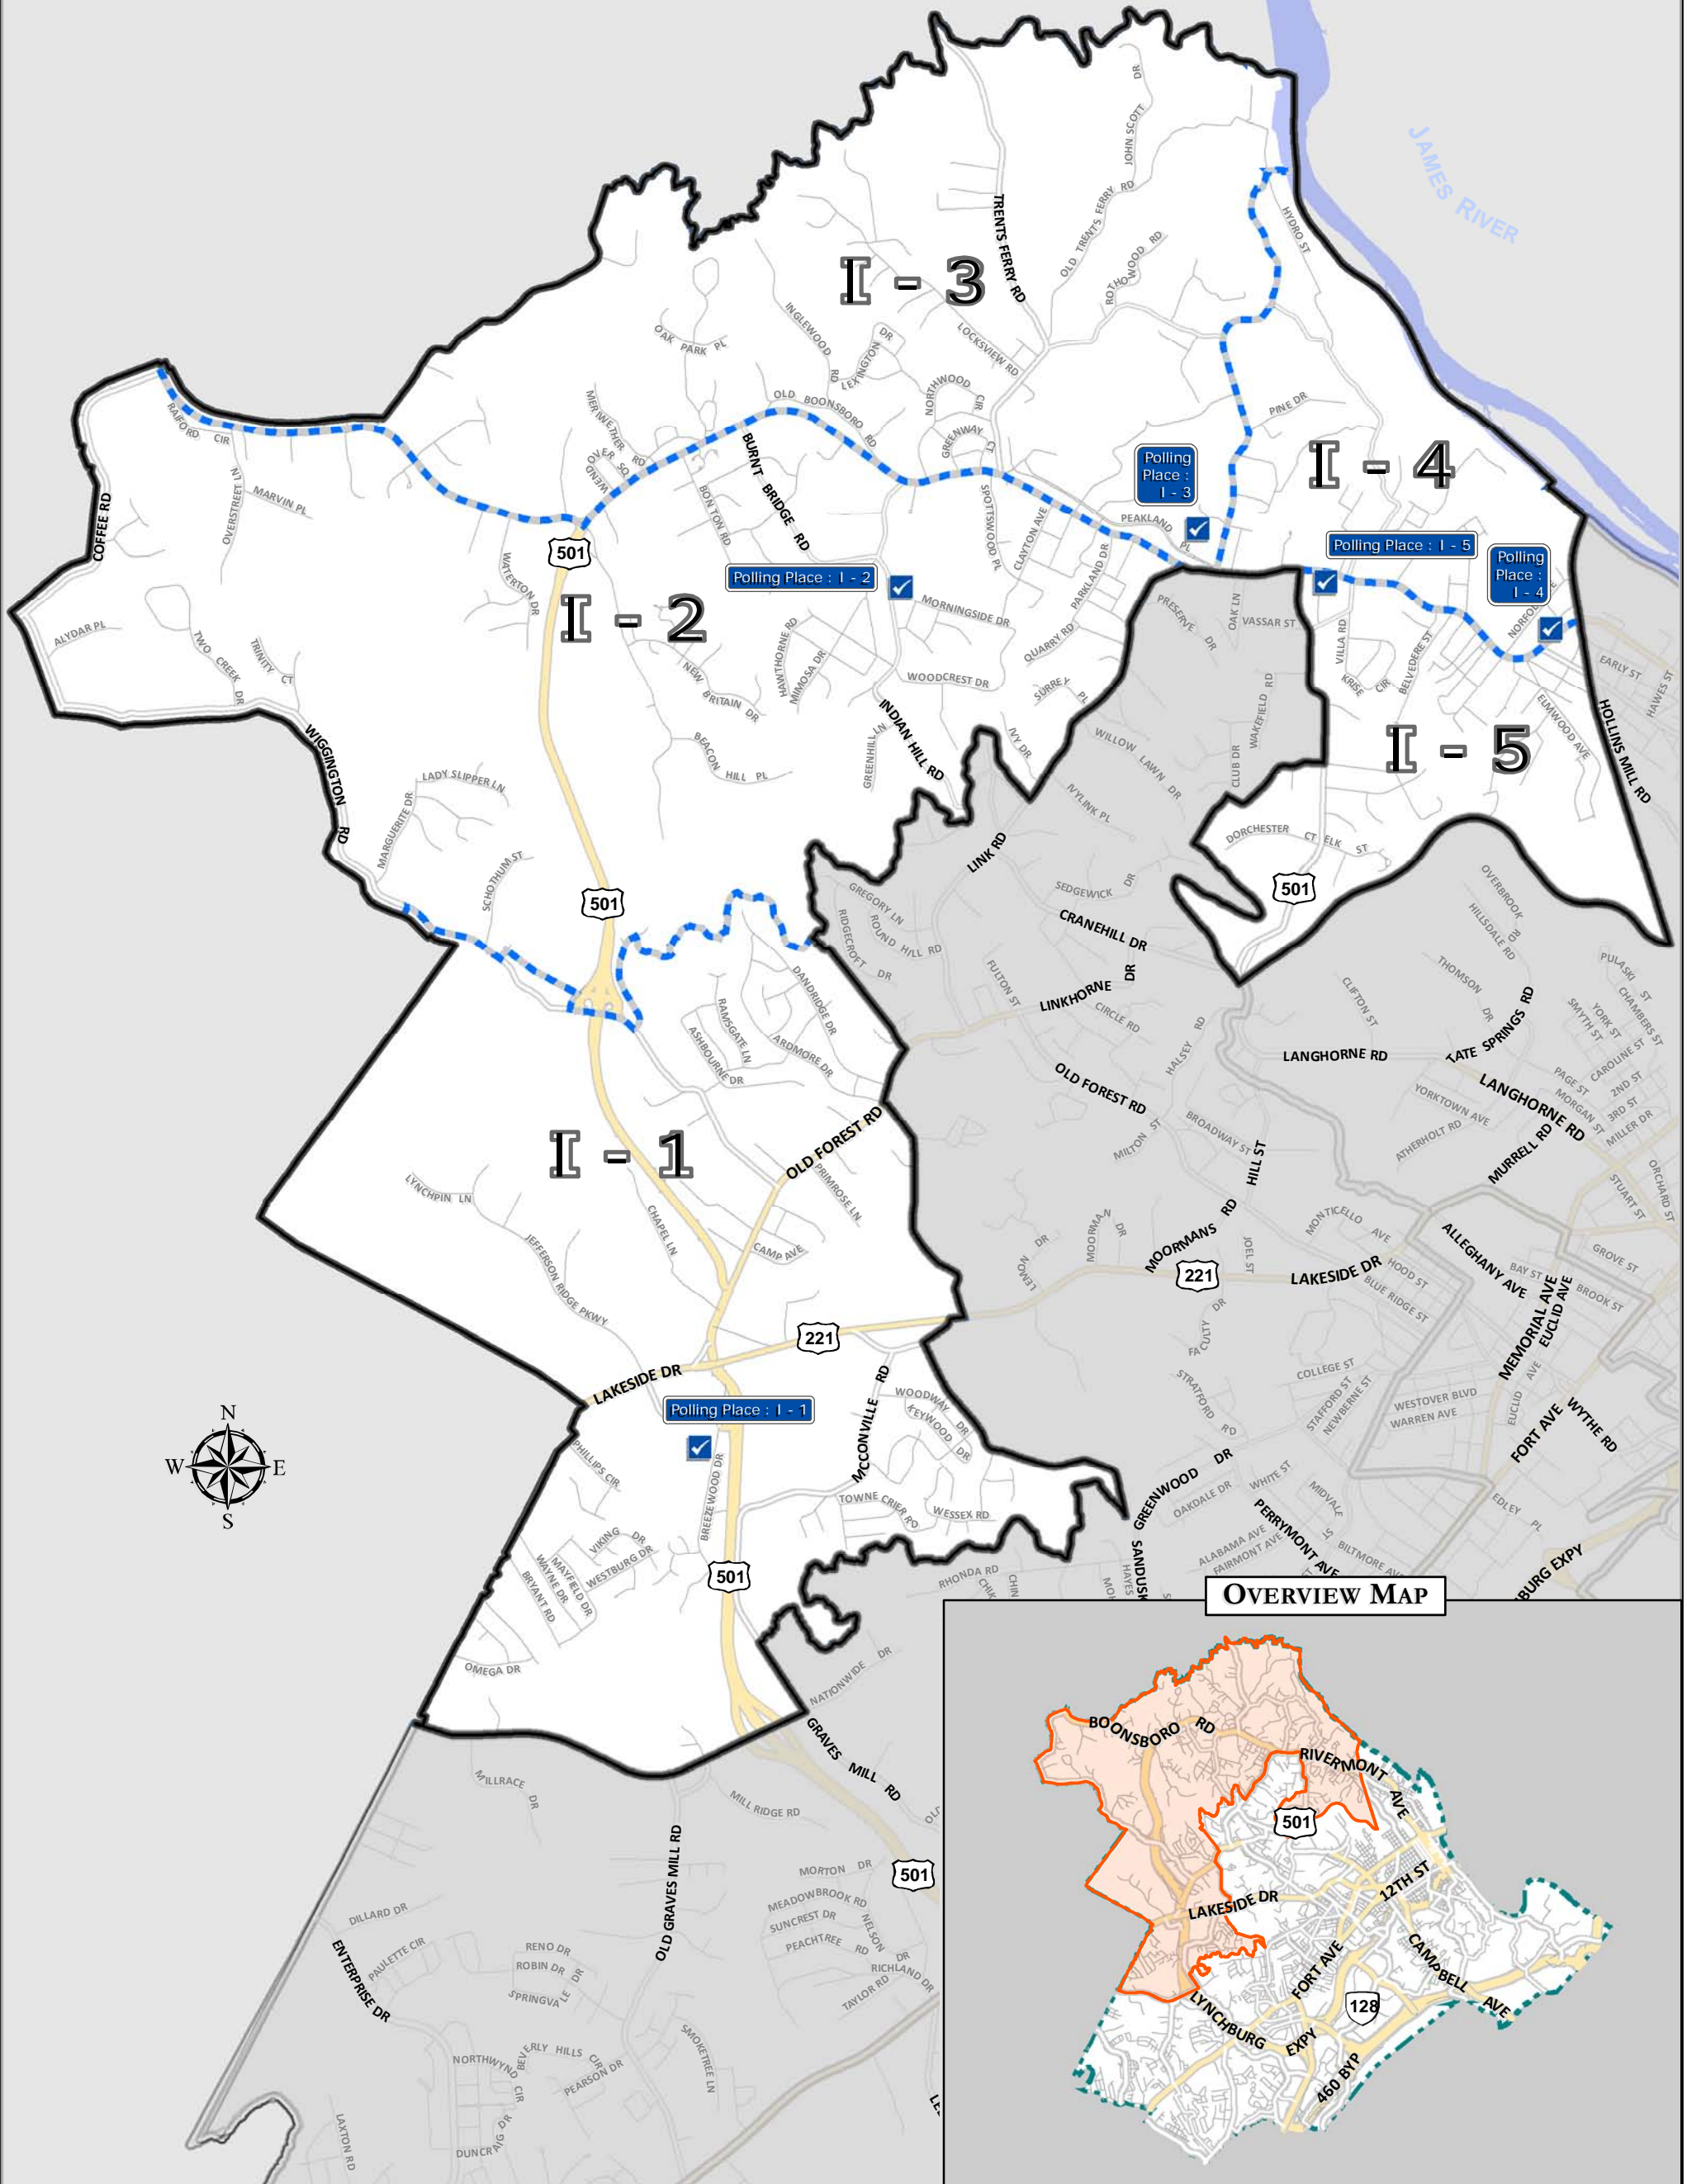 JAMES RIVER
DR
JOHN SCOTT
OLD TRENTS FERRY RD
TRENTS FERRY RD
ROTHOWOOD RD
HYDRO ST
I - 3
INGLEWOOD RD
LEXINGTON DR
LOCKSVIEW RD
OAK PARK PL
NORTHWOOD CIR
OLD BOONSBORO RD
GREENWAY CT
MERIWETHER RD
WENDOVER SQ
PINE DR
RAIFORD CIR
OVERSTREET LN
MARVIN PL
COFFEE RD
BURNT BRIDGE RD
BON TON RD
SPOTTSWOOD PL
CLAYTON AVE
PEAKLAND PL
PARKLAND DR
Polling
Place :
I - 3
I - 4
Polling Place : I - 5
Polling
Place :
I - 4
501
WATERTON DR
Polling Place : I - 2
I - 2
MORNINGSIDE DR
QUARRY RD
HAWTHORNE RD
MIMOSA DR
NEW BRITAIN DR
WOODCREST DR
SURREY PL
IVY DR
INDIAN HILL RD
GREENHILL LN
BEACON HILL PL
ALYDAR PL
TWO CREEK DR
TRINITY CT
WIGGINGTON RD
LADY SLIPPER LN
MARGUERITE DR
SCHOTHUM ST
PRESERVE DR
OAK LN
VASSAR ST
WAKEFIELD RD
CLUB DR
WILLOW LAWN DR
IVYLINK PL
VILLA RD
KRISE CIR
BELVEDERE ST
ELMWOOD AVE
EARLY ST
HAWES ST
HOLLINS MILL RD
I - 5
DORCHESTER CT
ELK ST
501
LINK RD
SEDGEWICK DR
CRANEHILL DR
LINKHORNE DR
CIRCLE RD
FULTON ST
GREGORY LN
ROUND HILL RD
RIDGECROFT DR
501
OVERBROOK RD
HILLSDALE RD
THOMSON DR
CLIFTON ST
PULASKI ST
CHAMBERS ST
YORK ST
SMYTH ST
CAROLINE ST
PAGE ST
MORGAN ST
2ND ST
3RD ST
MILLER DR
TATE SPRINGS RD
LANGHORNE RD
LANGHORNE RD
YORKTOWN AVE
ATHERHOLT RD
MURRELL RD
STUART ST
ORCHARD ST
HALSEY RD
OLD FOREST RD
BROADWAY ST
MILTON ST
HILL ST
DANDRIDGE DR
RAMSGATE LN
ASHBOURNE DR
ARDMORE DR
OLD FOREST RD
PRIMROSE LN
I - 1
LYNCHPIN LN
JEFFERSON RIDGE PKWY
CHAPEL LN
CAMP AVE
221
LAKESIDE DR
Polling Place : I - 1
LEMON DR
MOORMAN DR
MOORMANS RD
221
JOEL ST
LAKESIDE DR
MONTICELLO AVE
HOOD ST
BLUE RIDGE ST
ALLEGHANY AVE
BAY ST
GROVE ST
BROOK ST
MEMORIAL AVE
EUCLID AVE
EUCLID AVE
FACULTY DR
STRATFORD RD
COLLEGE ST
STAFFORD ST
NEWBERNE ST
WESTOVER BLVD
WARREN AVE
FORT AVE
WYTHE RD
WOODWAY DR
KEYWOOD DR
MCCONVILLE RD
TOWNE CRIER RD
WESSEX RD
PHILLIPS CIR
BREEZEWOOD DR
VIKING DR
WESTBURG DR
MAYFIELD DR
WAYNE DR
BRYANT RD
501
OMEGA DR
N
W
E
S
GREENWOOD DR
OAKDALE DR
WHITE ST
MIDVALE ST
PERRYMONT AVE
ALABAMA AVE
FAIRMONT AVE
BILTMORE AVE
EDLEY PL
BURG EXPY
SANDUSK
HAYES
RHONDA RD
CHIN
NATIONWIDE DR
GRAVES MILL RD
MILLRACE DR
MILL RIDGE RD
OLD GRAVES MILL RD
501
MORTON DR
MEADOWBROOK RD
SUNCREST DR
PEACHTREE RD
NELSON DR
RICHLAND DR
TAYLOR RD
DILLARD DR
PAULETTE CIR
ENTERPRISE DR
RENO DR
ROBIN DR
SPRINGVALE DR
NORTHWYND CIR
BEVERLY HILLS CIR
PEARSON DR
SMOKETREE LN
DUNCRAIG DR
LAXTON RD
OVERVIEW MAP
BOONSBORO RD
RIVERMONT AVE
501
LAKESIDE DR
12TH ST
FORT AVE
CAMPBELL AVE
128
LYNCHBURG EXPY
460 BYP